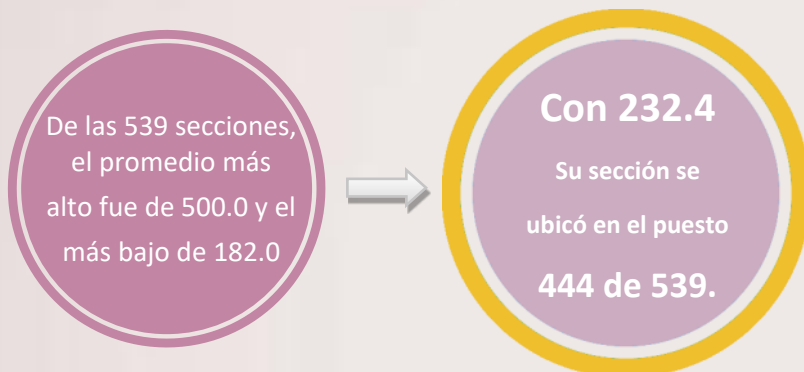 De las 539 secciones,
el promedio más
alto fue de 500.0 y el
más bajo de 182.0
Con 232.4
Su sección se
ubicó en el puesto
444 de 539.